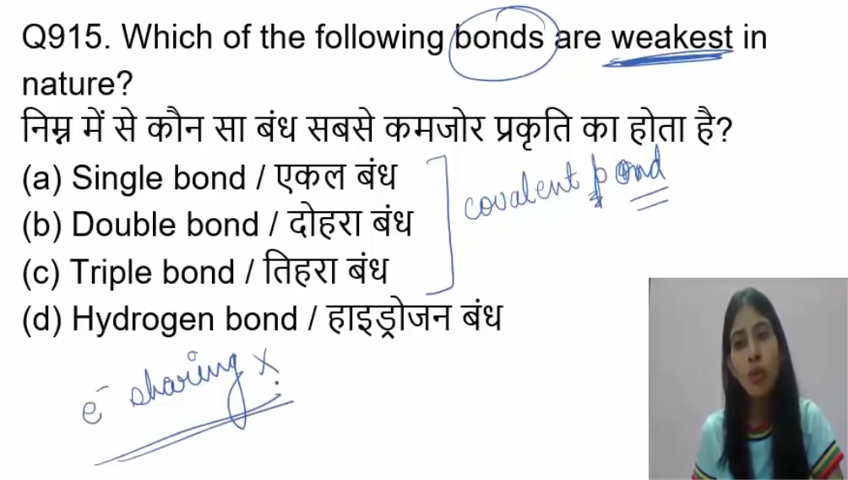 Q915. Which of the following bonds are weakest in
nature?
निम्न में से कौन सा बंध सबसे कमजोर प्रकृति का होता है?
(a) Single bond / एकल बंध
covalent bond
(b) Double bond / दोहरा बंध
(c) Triple bond / तिहरा बंध
(d) Hydrogen bond / हाइड्रोजन बंध
e⁻ sharing x